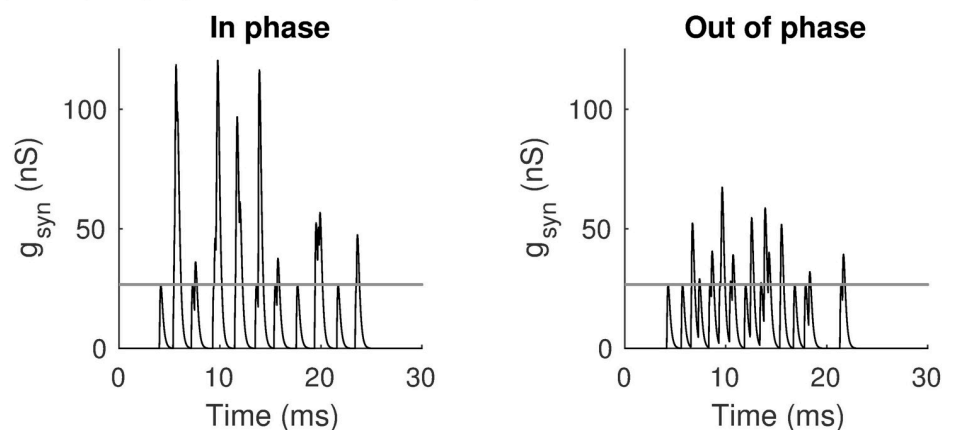 In phase
100
50
0
0 10 20 30
g_syn (nS)
Time (ms)
Out of phase
100
50
0
0 10 20 30
g_syn (nS)
Time (ms)